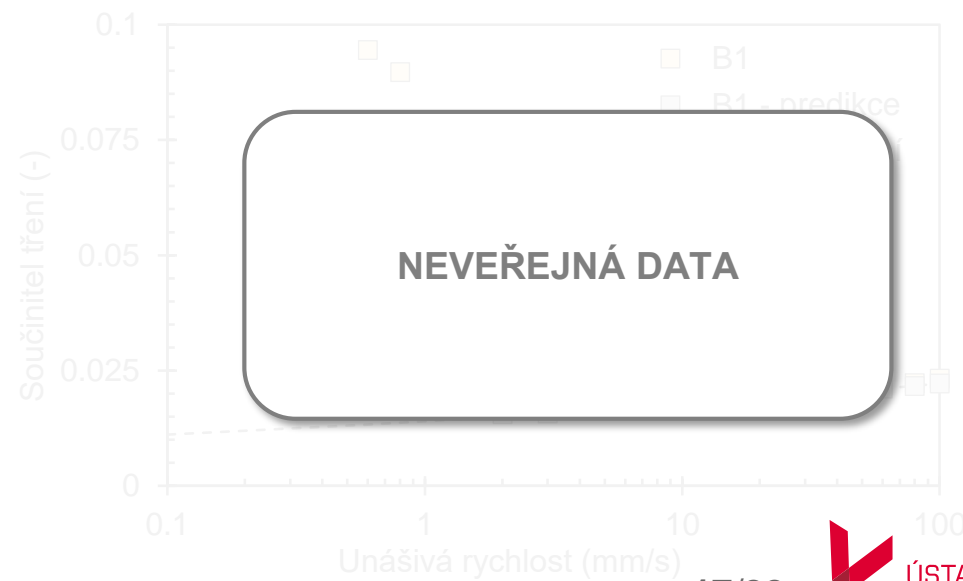 0.1
B1
B1 - predikce
0.075
Součinitel tření (-)
0.05
NEVEŘEJNÁ DATA
0.025
0
0.1 1 10 100
Unášivá rychlost (mm/s)